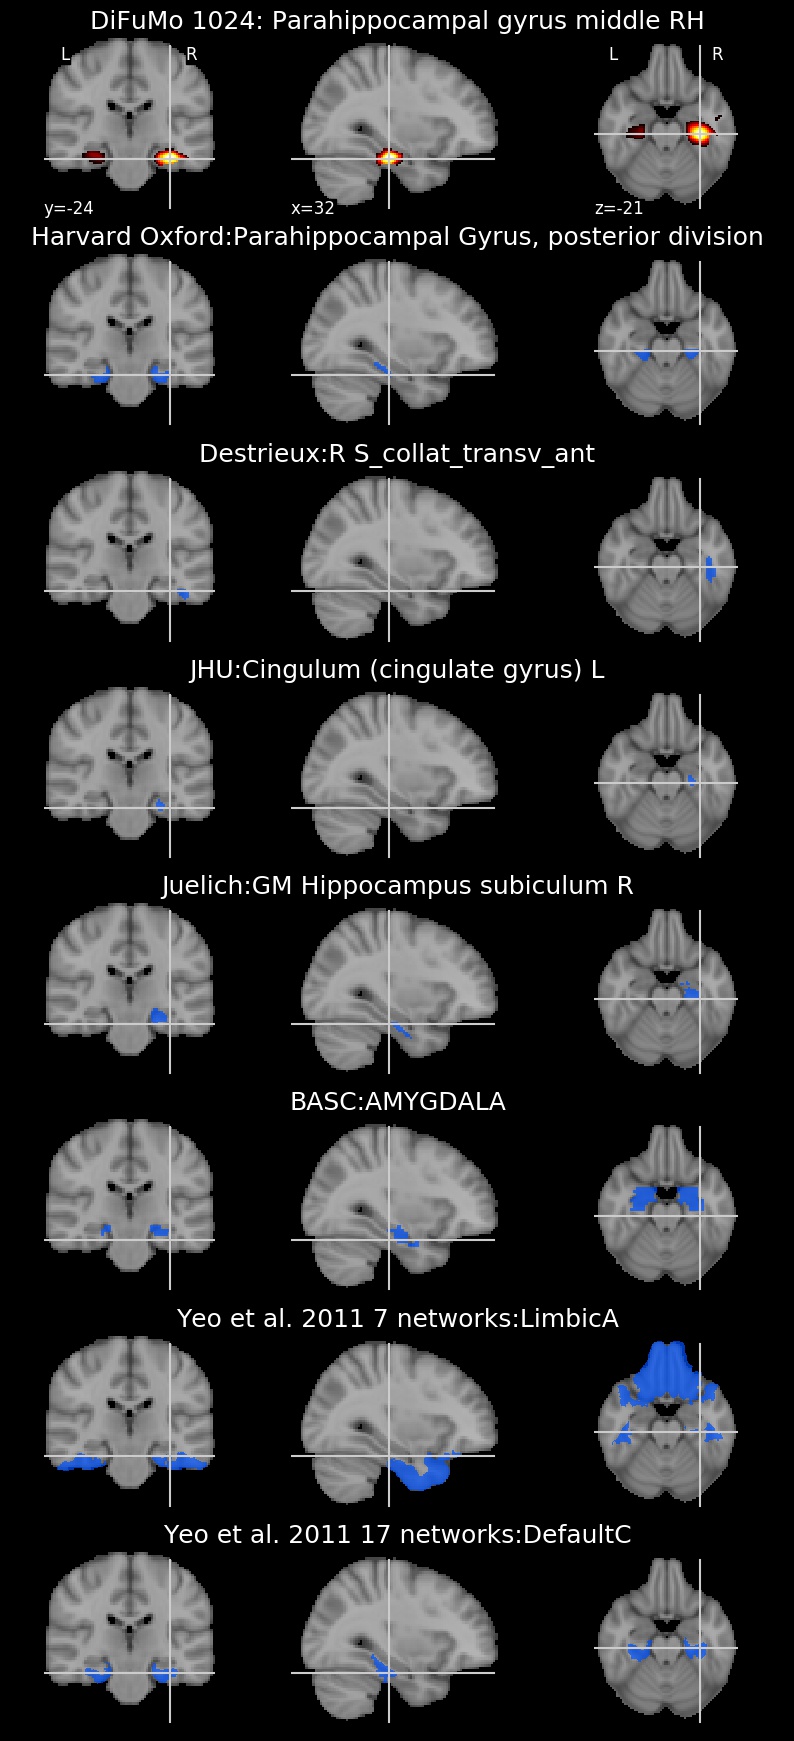 DiFuMo 1024: Parahippocampal gyrus middle RH
L R L R
y=-24 x=32 z=-21
Harvard Oxford:Parahippocampal Gyrus, posterior division
Destrieux:R S_collat_transv_ant
JHU:Cingulum (cingulate gyrus) L
Juelich:GM Hippocampus subiculum R
BASC:AMYGDALA
Yeo et al. 2011 7 networks:LimbicA
Yeo et al. 2011 17 networks:DefaultC